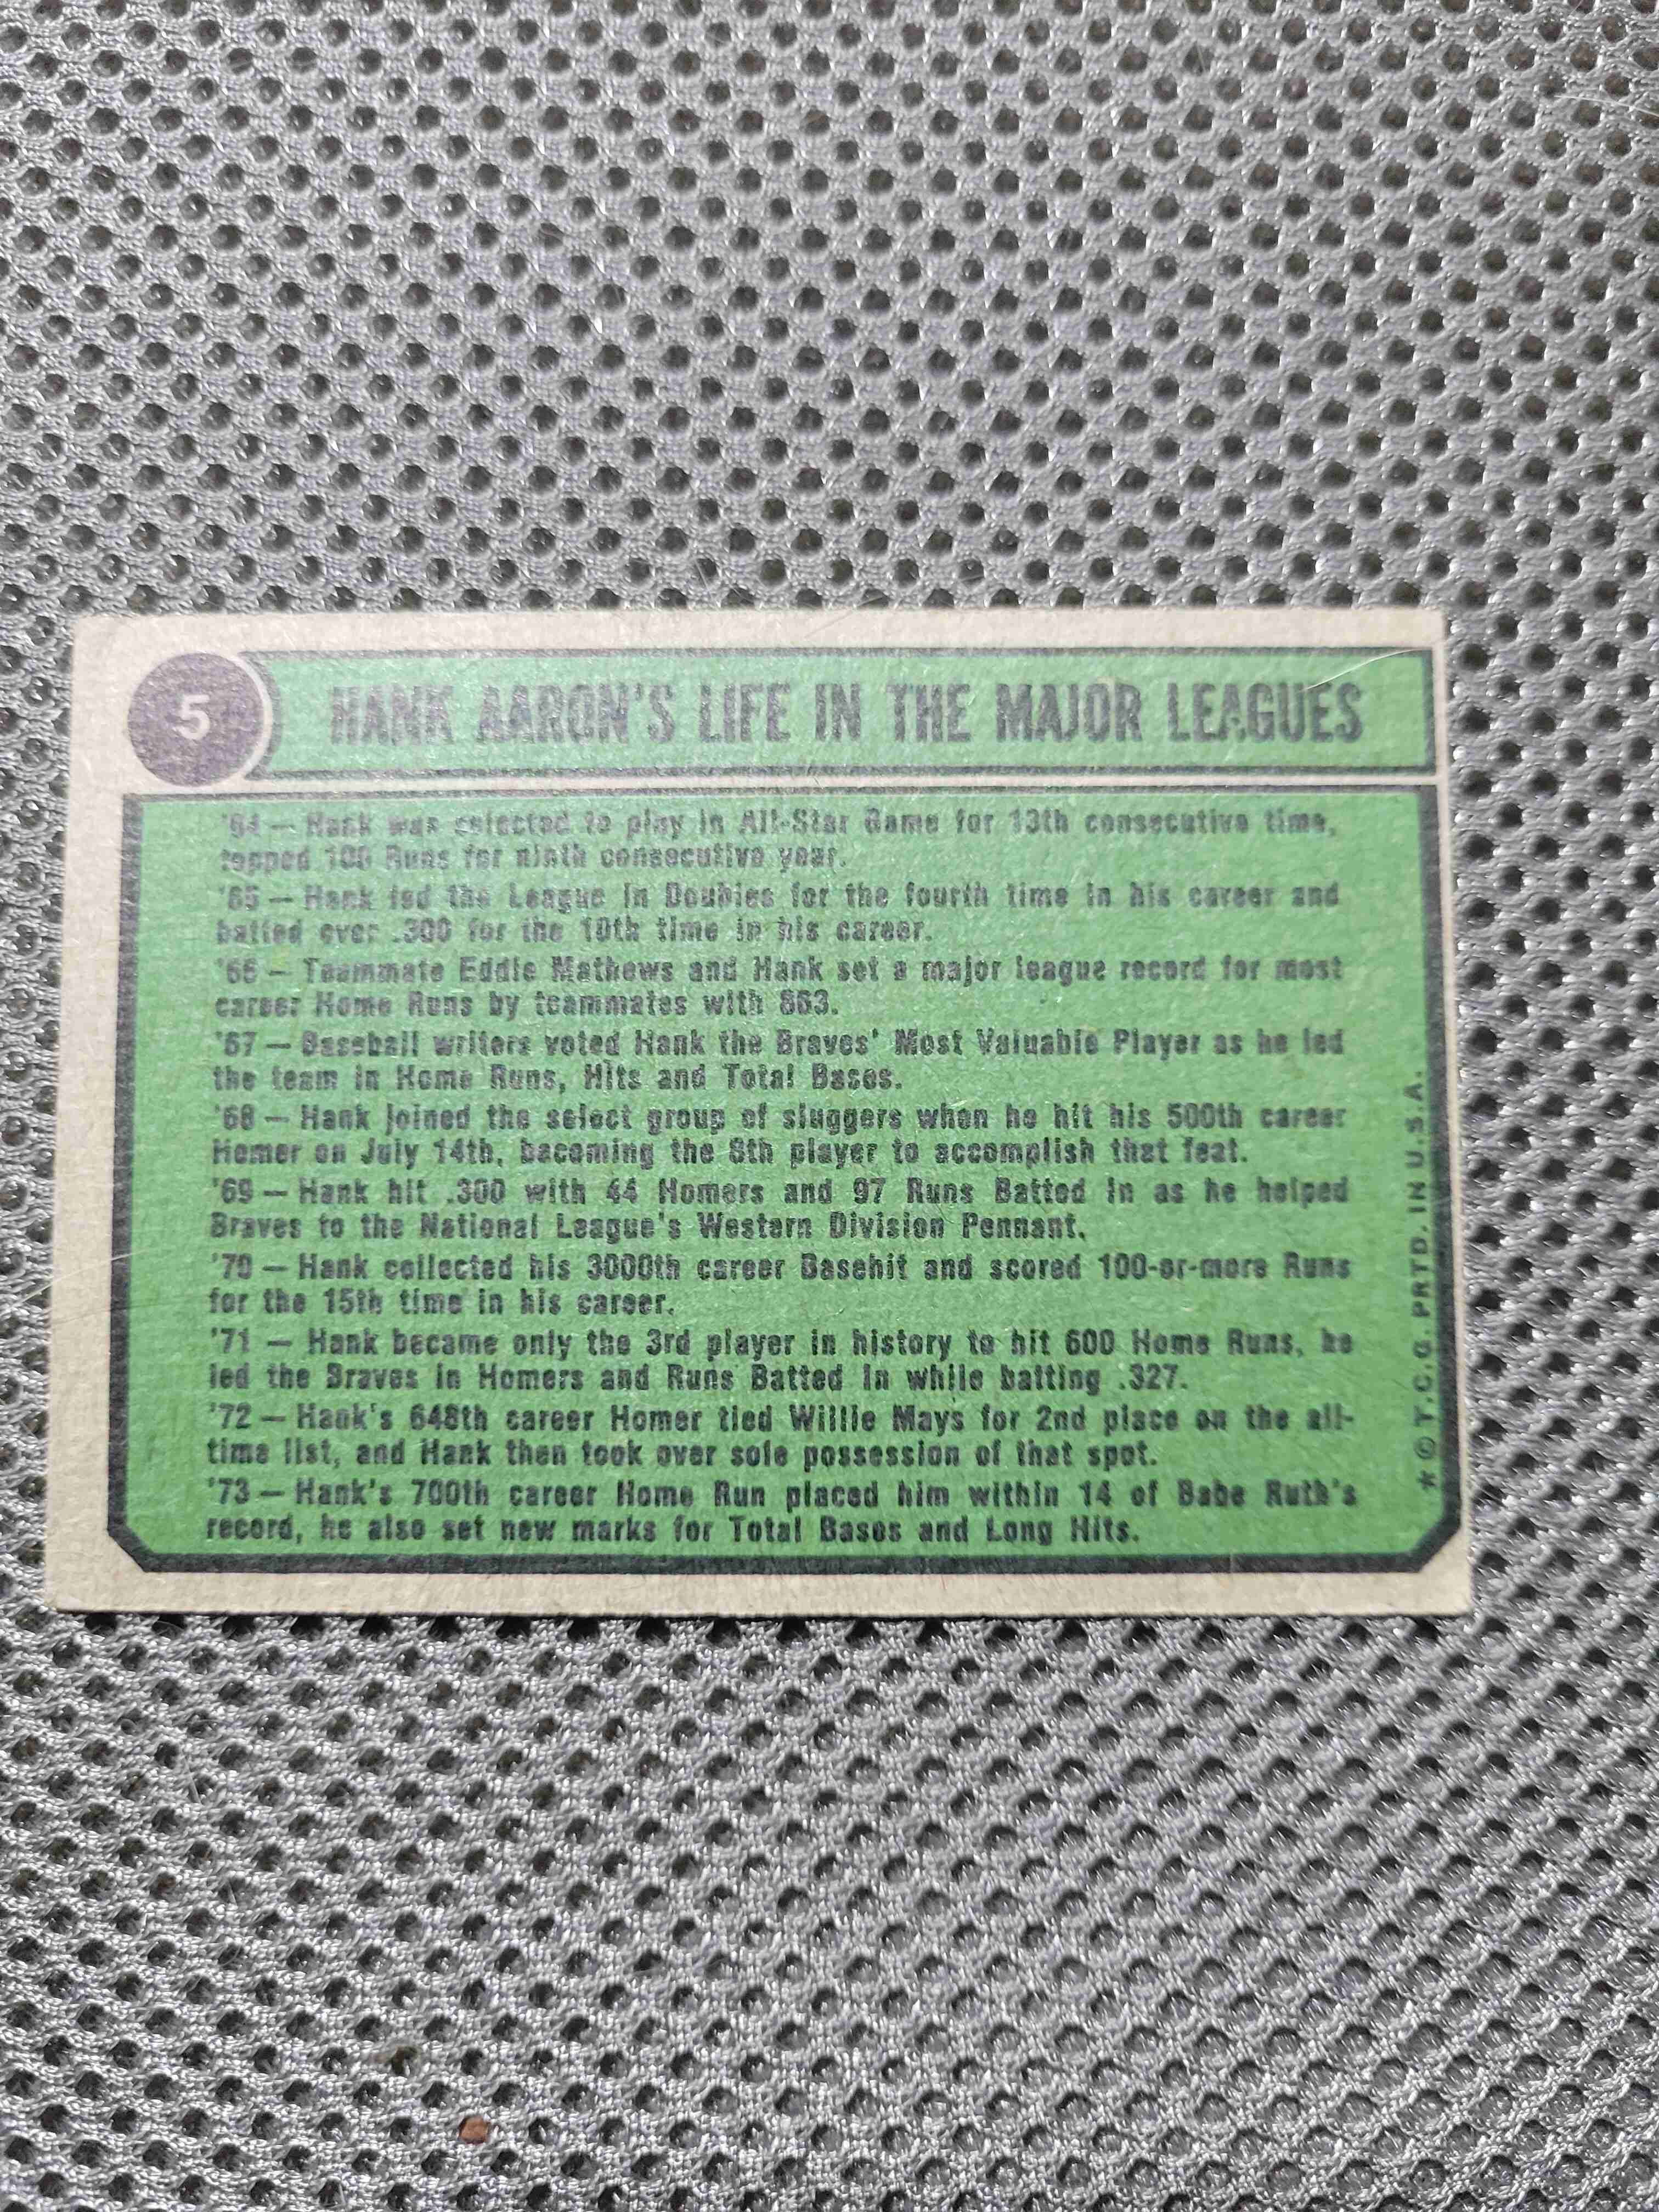 5
HANK AARON'S LIFE IN THE MAJOR LEAGUES
'64 — Hank was selected to play in All-Star Game for 13th consecutive time,
topped 100 Runs for ninth consecutive year.
'65 — Hank led the League in Doubles for the fourth time in his career and
batted over .300 for the 10th time in his career.
'66 — Teammate Eddie Mathews and Hank set a major league record for most
career Home Runs by teammates with 863.
'67 — Baseball writers voted Hank the Braves' Most Valuable Player as he led
the team in Home Runs, Hits and Total Bases.
'68 — Hank joined the select group of sluggers when he hit his 500th career
Homer on July 14th, becoming the 8th player to accomplish that feat.
'69 — Hank hit .300 with 44 Homers and 97 Runs Batted In as he helped
Braves to the National League's Western Division Pennant.
'70 — Hank collected his 3000th career Basehit and scored 100-or-more Runs
for the 15th time in his career.
'71 — Hank became only the 3rd player in history to hit 600 Home Runs, he
led the Braves in Homers and Runs Batted In while batting .327.
'72 — Hank's 648th career Homer tied Willie Mays for 2nd place on the all-
time list, and Hank then took over sole possession of that spot.
'73 — Hank's 700th career Home Run placed him within 14 of Babe Ruth's
record, he also set new marks for Total Bases and Long Hits.
* © T.C.G. PRTD. IN U.S.A.